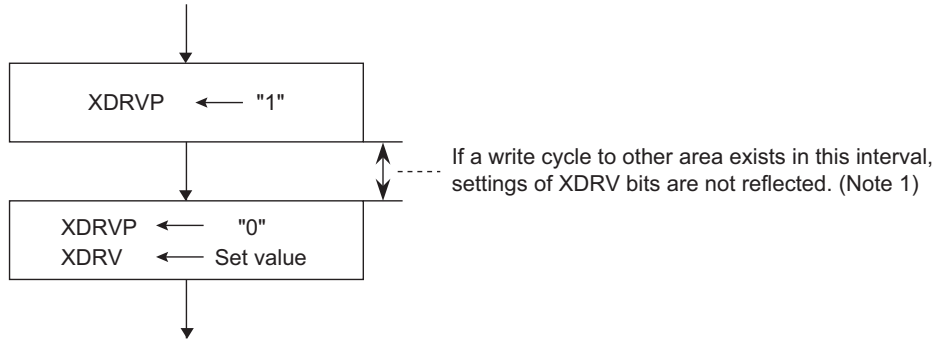 XDRVP ← "1"
If a write cycle to other area exists in this interval,
settings of XDRV bits are not reflected. (Note 1)
XDRVP ← "0"
XDRV ← Set value